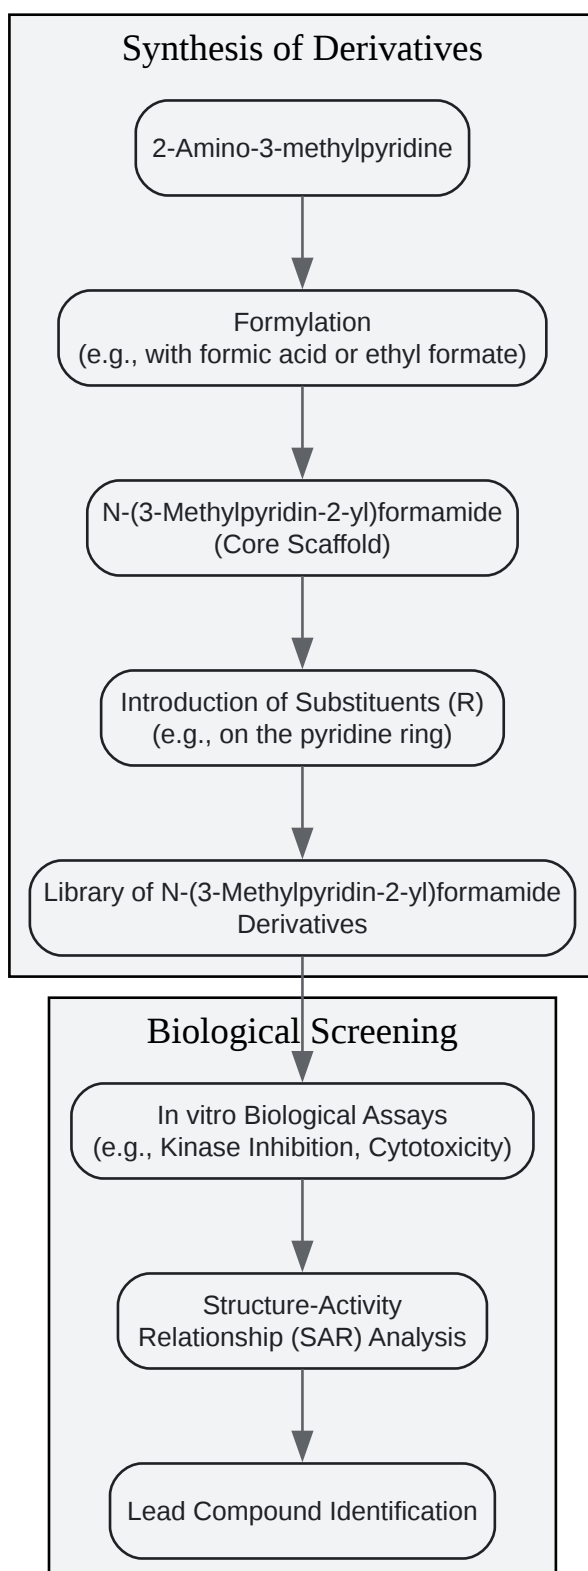 Synthesis of Derivatives
2-Amino-3-methylpyridine
Formylation
(e.g., with formic acid or ethyl formate)
N-(3-Methylpyridin-2-yl)formamide
(Core Scaffold)
Introduction of Substituents (R)
(e.g., on the pyridine ring)
Library of N-(3-Methylpyridin-2-yl)formamide
Derivatives
Biological Screening
In vitro Biological Assays
(e.g., Kinase Inhibition, Cytotoxicity)
Structure-Activity
Relationship (SAR) Analysis
Lead Compound Identification